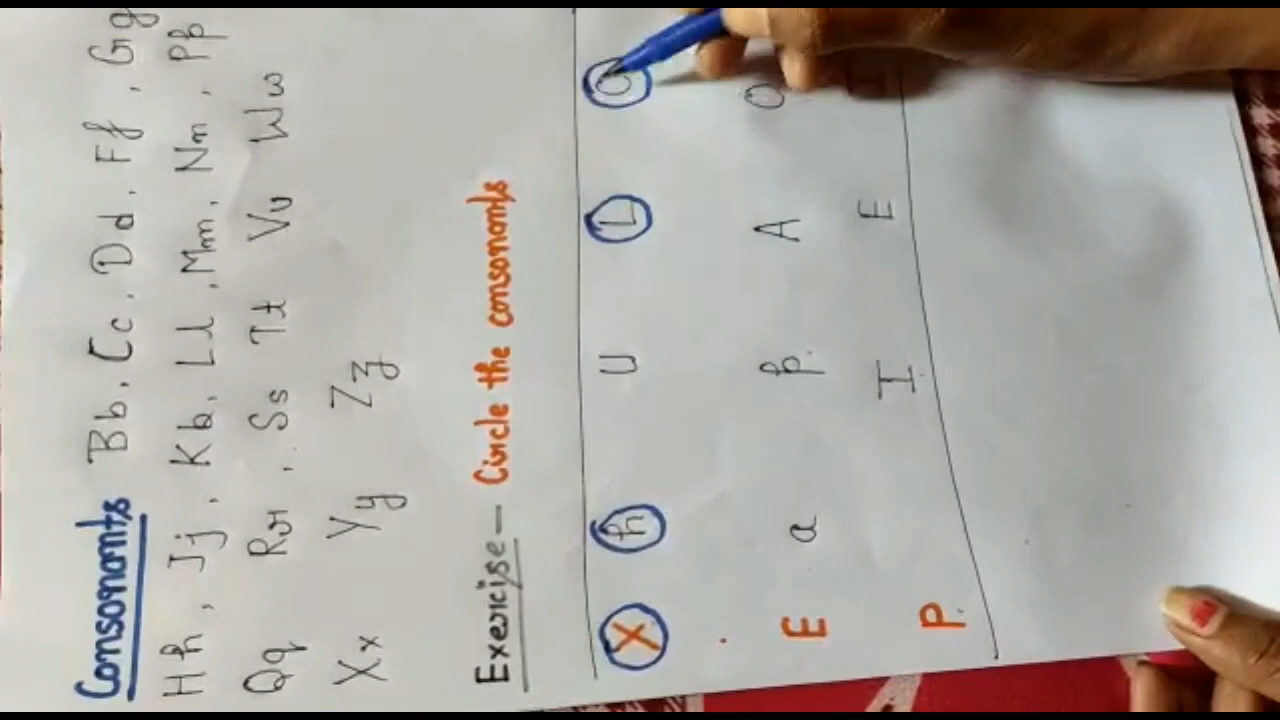 Consonants Bb, Cc, Dd, Ff, Gg
Hh, Jj, Kk, Ll, Mm, Nn, Pp
Qq Rr, Ss Tt Vv Ww
Xx Yy Zz
Exercise— Circle the consonants
X h U L
E a p A O
P I E